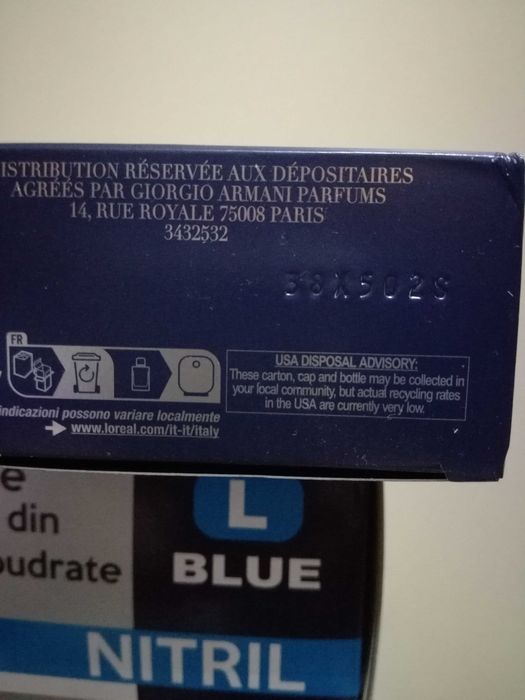 ISTRIBUTION RÉSERVÉE AUX DÉPOSITAIRES
AGRÉÉS PAR GIORGIO ARMANI PARFUMS
14, RUE ROYALE 75008 PARIS
3432532
38X502S
FR
USA DISPOSAL ADVISORY:
These carton, cap and bottle may be collected in
your local community, but actual recycling rates
in the USA are currently very low.
indicazioni possono variare localmente
www.loreal.com/it-it/italy
e
din
oudrate
L
BLUE
NITRIL